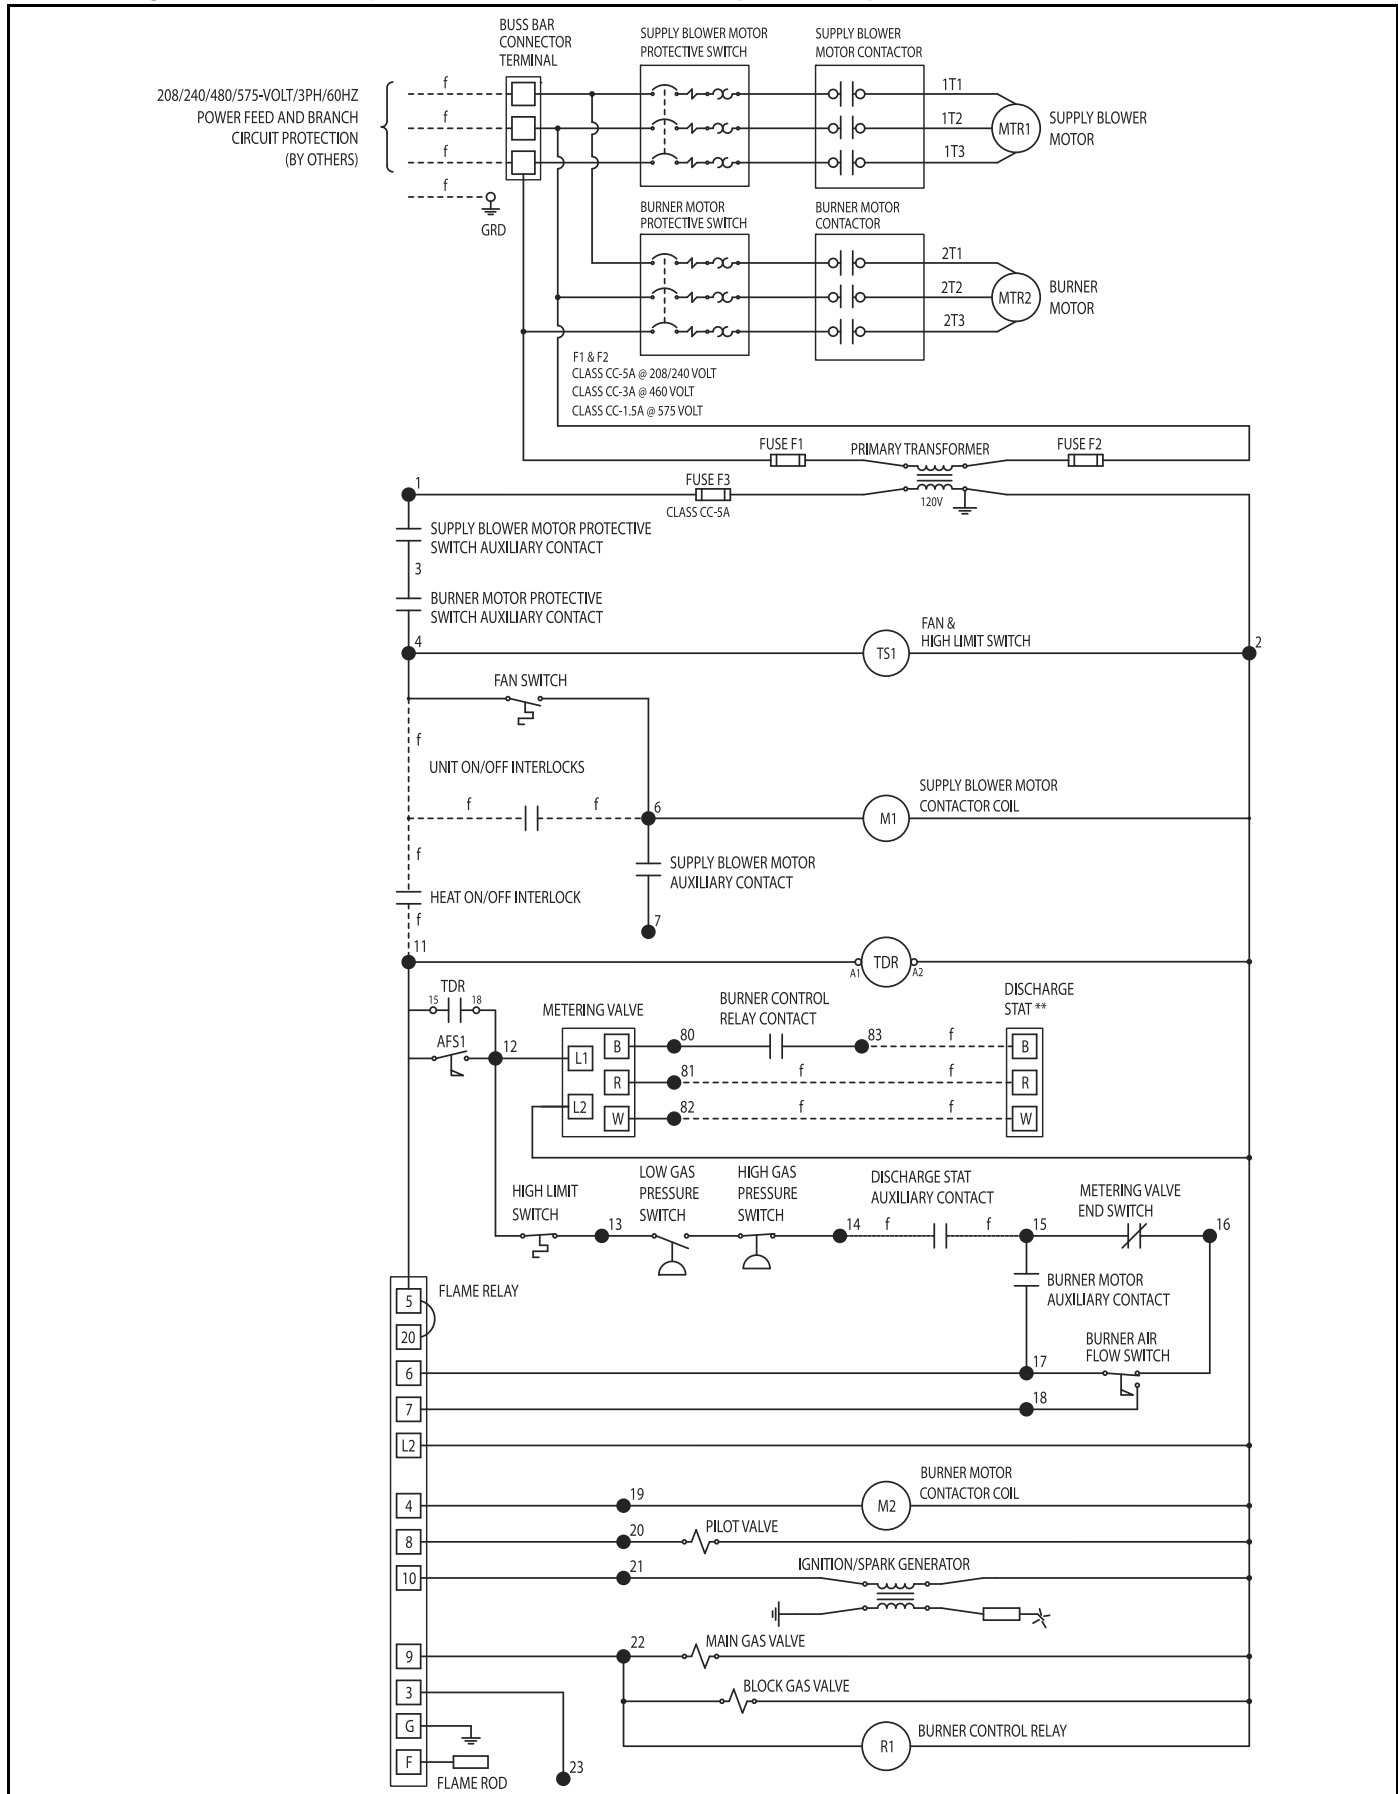 BUSS BAR
CONNECTOR
TERMINAL
SUPPLY BLOWER MOTOR
PROTECTIVE SWITCH
SUPPLY BLOWER
MOTOR CONTACTOR
208/240/480/575-VOLT/3PH/60HZ
POWER FEED AND BRANCH
CIRCUIT PROTECTION
(BY OTHERS)
f
f
f
f
GRD
1T1
1T2
1T3
MTR1
SUPPLY BLOWER
MOTOR
BURNER MOTOR
PROTECTIVE SWITCH
BURNER MOTOR
CONTACTOR
2T1
2T2
2T3
MTR2
BURNER
MOTOR
F1 & F2
CLASS CC-5A @ 208/240 VOLT
CLASS CC-3A @ 460 VOLT
CLASS CC-1.5A @ 575 VOLT
FUSE F1
PRIMARY TRANSFORMER
FUSE F2
1
FUSE F3
CLASS CC-5A
120V
SUPPLY BLOWER MOTOR PROTECTIVE
SWITCH AUXILIARY CONTACT
3
BURNER MOTOR PROTECTIVE
SWITCH AUXILIARY CONTACT
4
TS1
FAN &
HIGH LIMIT SWITCH
2
FAN SWITCH
f
UNIT ON/OFF INTERLOCKS
f
f
6
M1
SUPPLY BLOWER MOTOR
CONTACTOR COIL
f
SUPPLY BLOWER MOTOR
AUXILIARY CONTACT
HEAT ON/OFF INTERLOCK
f
7
11
A1
TDR
A2
TDR
15
18
AFS1
12
METERING VALVE
L1
L2
B
R
W
80
81
82
BURNER CONTROL
RELAY CONTACT
83
f
f
f
f
f
DISCHARGE
STAT **
B
R
W
HIGH LIMIT
SWITCH
13
LOW GAS
PRESSURE
SWITCH
HIGH GAS
PRESSURE
SWITCH
14
f
DISCHARGE STAT
AUXILIARY CONTACT
f
15
METERING VALVE
END SWITCH
16
BURNER MOTOR
AUXILIARY CONTACT
BURNER AIR
FLOW SWITCH
17
18
FLAME RELAY
5
20
6
7
L2
4
19
M2
BURNER MOTOR
CONTACTOR COIL
8
20
PILOT VALVE
10
21
IGNITION/SPARK GENERATOR
9
22
MAIN GAS VALVE
3
BLOCK GAS VALVE
G
R1
BURNER CONTROL RELAY
F
FLAME ROD
23